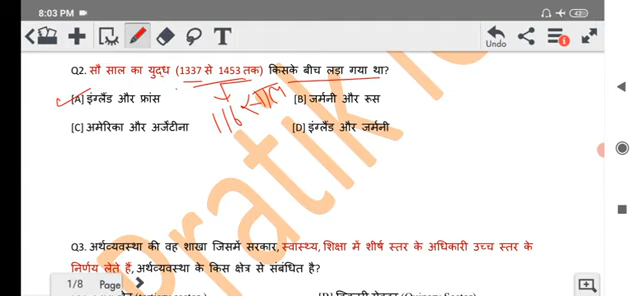 8:03 PM
43
Undo
Q2. सौ साल का युद्ध (1337 से 1453 तक) किसके बीच लड़ा गया था?
[A] इंग्लैंड और फ्रांस [B] जर्मनी और रूस
116 साल
[C] अमेरिका और अर्जेंटीना [D] इंग्लैंड और जर्मनी
Pratik
Q3. अर्थव्यवस्था की वह शाखा जिसमें सरकार, स्वास्थ्य, शिक्षा में शीर्ष स्तर के अधिकारी उच्च स्तर के
निर्णय लेते हैं, अर्थव्यवस्था के किस क्षेत्र से संबंधित है?
1/8